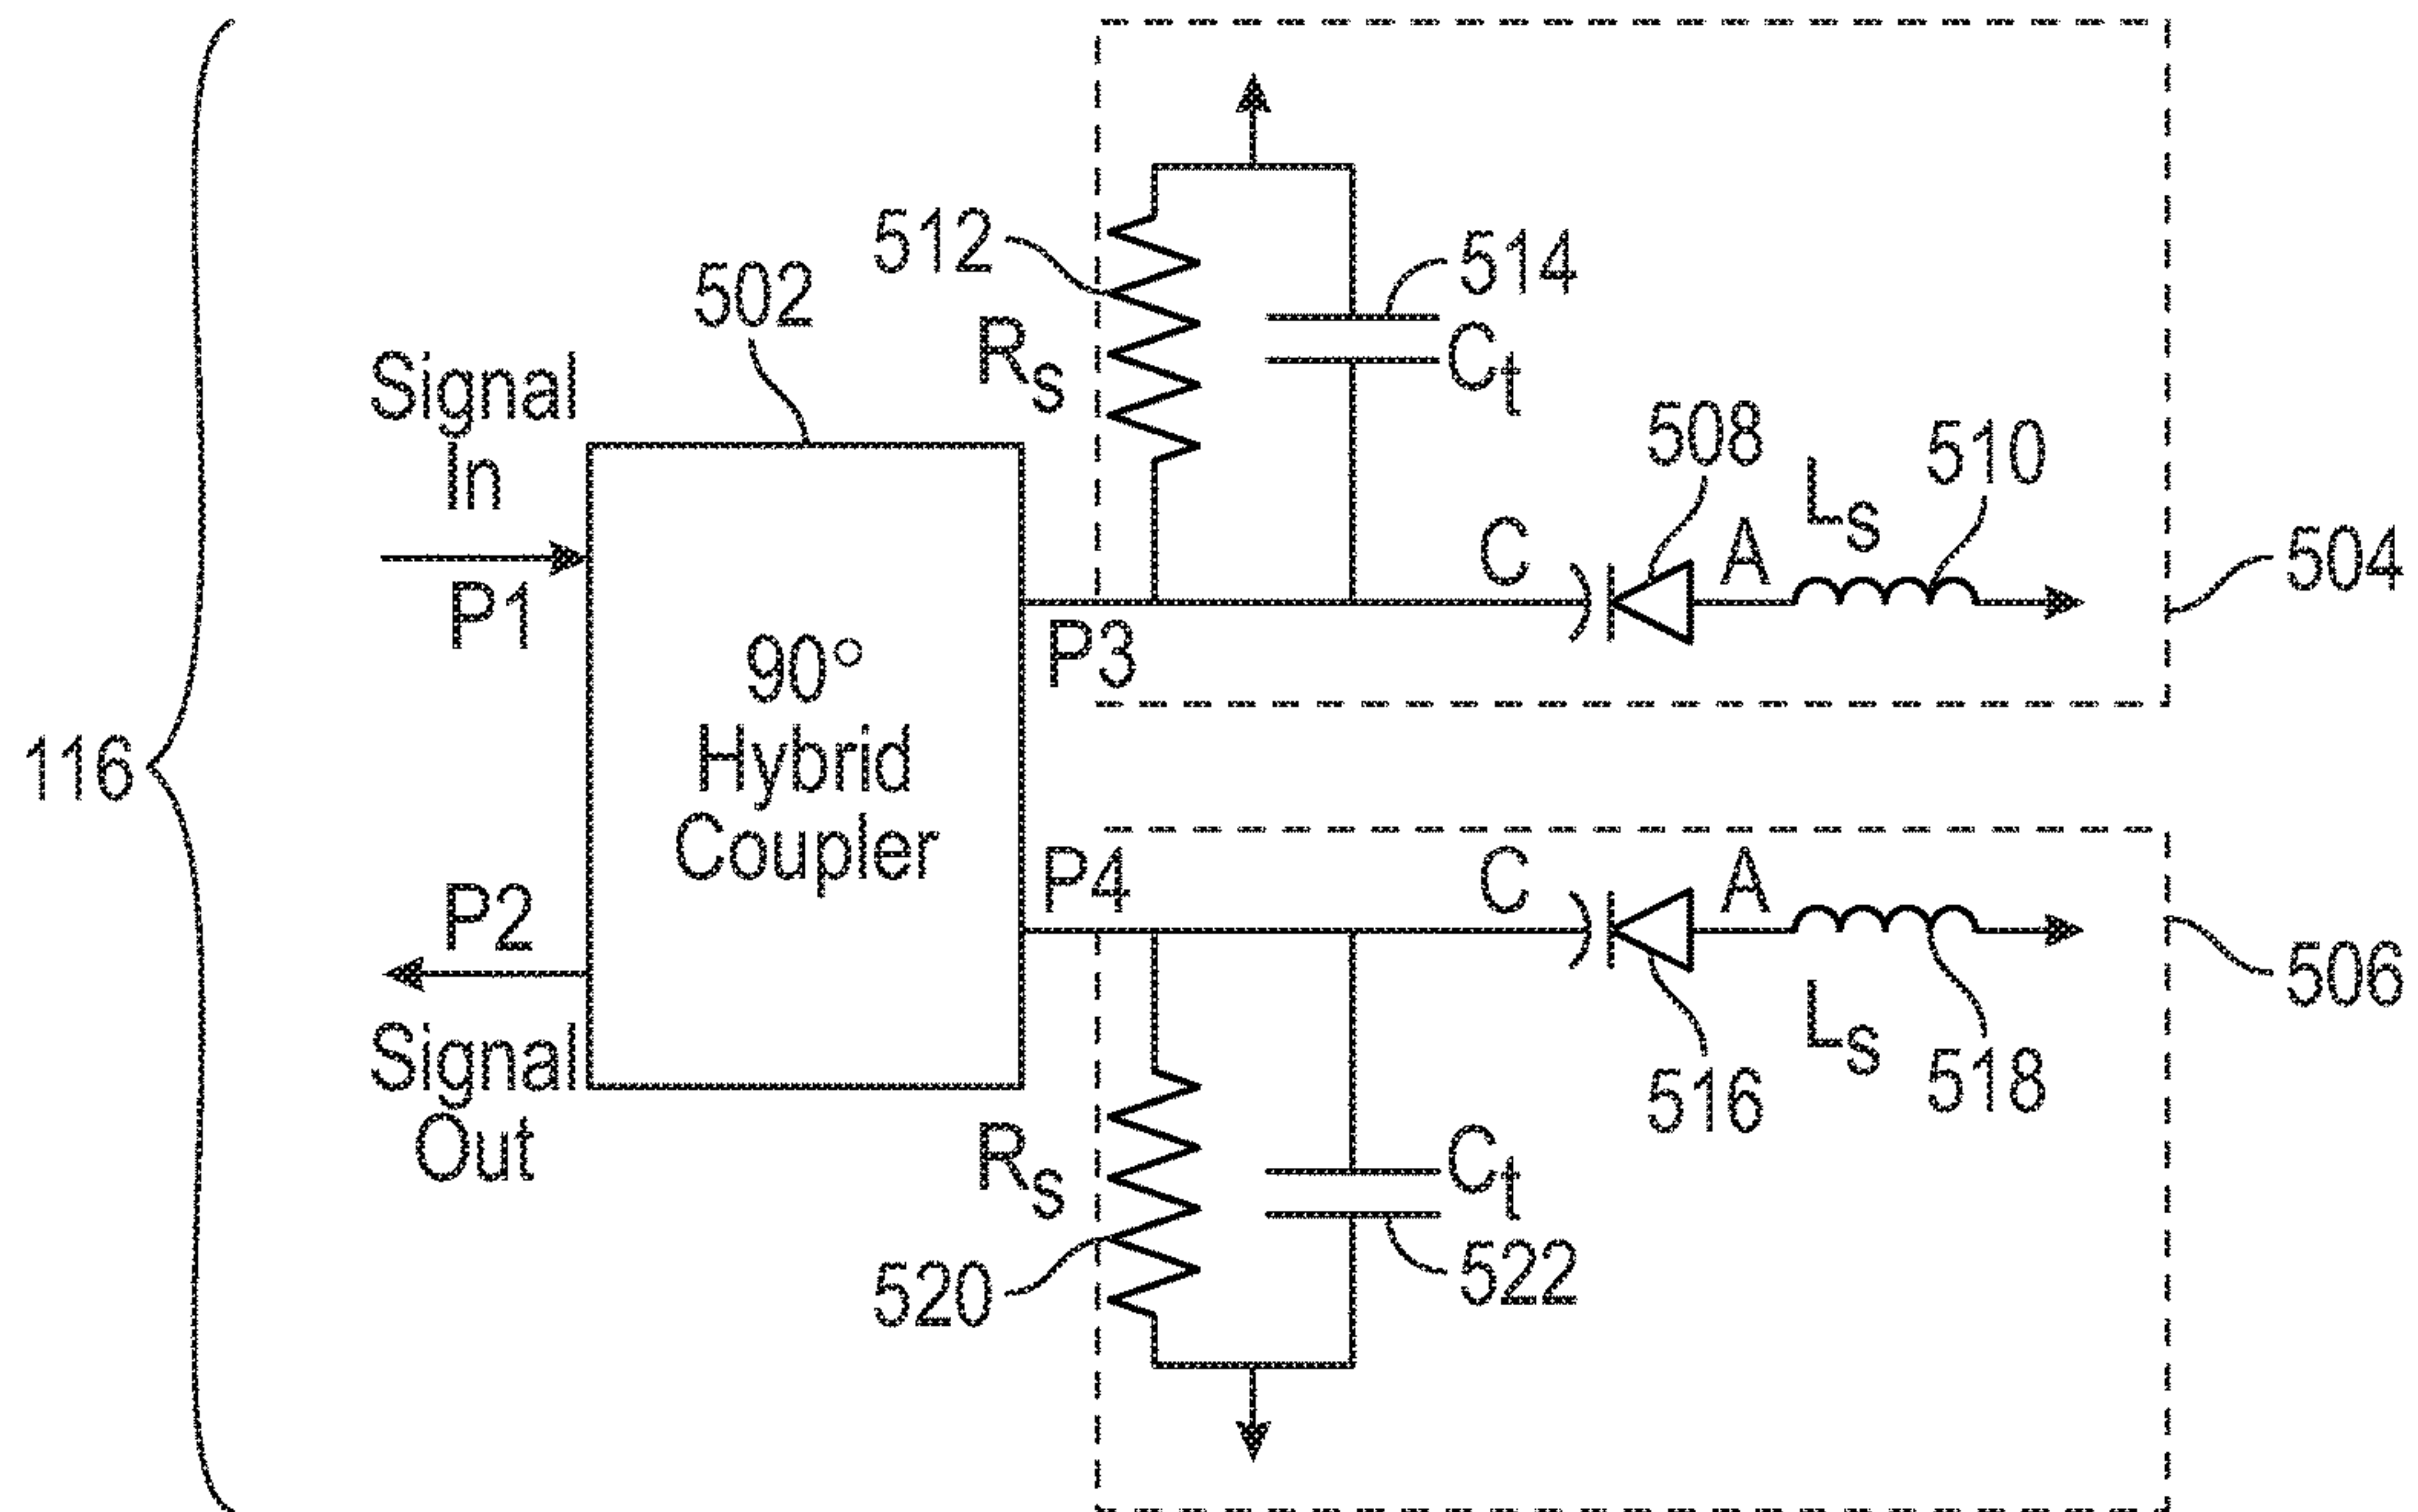 116
Signal
In
P1
P2
Signal
Out
502
90°
Hybrid
Coupler
512
Rs
514
Ct
P3
C
508
A
Ls
510
504
P4
C
A
516
Ls
518
506
Rs
520
Ct
522